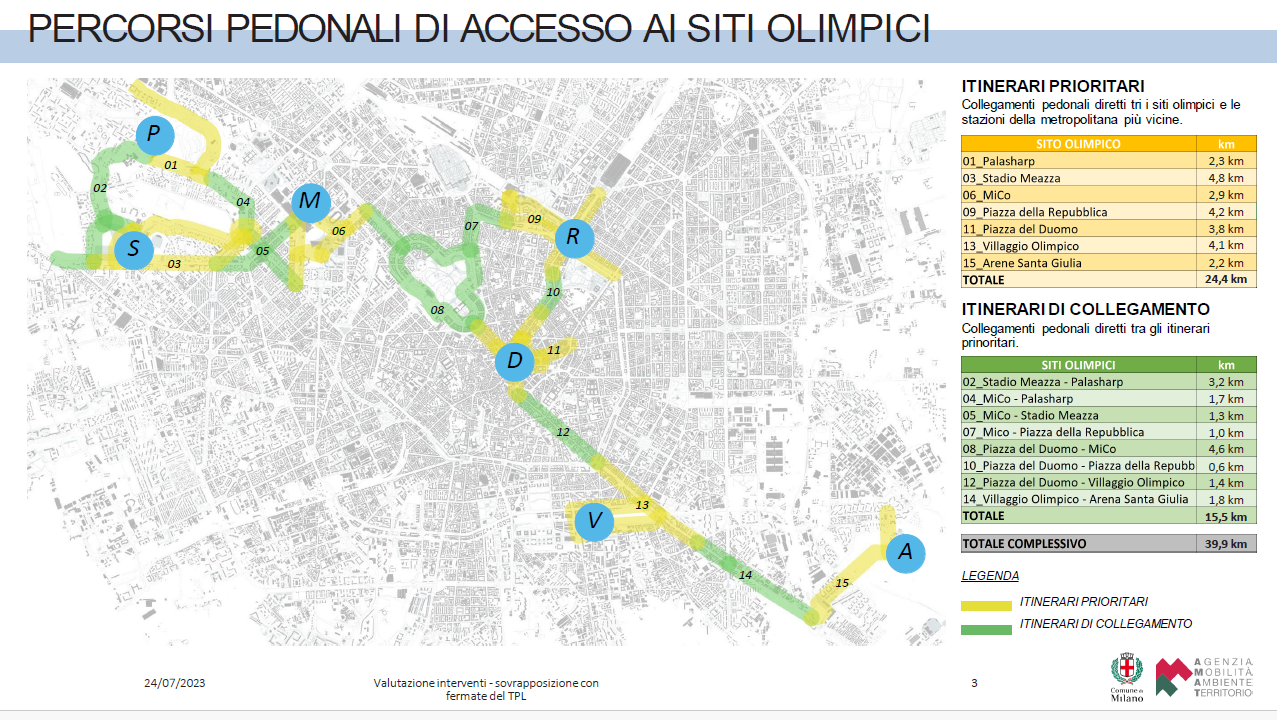 PERCORSI PEDONALI DI ACCESSO AI SITI OLIMPICI
P
01
02
04
M
06
S
03
05
07
09
R
10
08
D
11
12
13
V
14
15
A
ITINERARI PRIORITARI
Collegamenti pedonali diretti tri i siti olimpici e le
stazioni della metropolitana più vicine.
SITO OLIMPICO km
01_Palasharp 2,3 km
03_Stadio Meazza 4,8 km
06_MiCo 2,9 km
09_Piazza della Repubblica 4,2 km
11_Piazza del Duomo 3,8 km
13_Villaggio Olimpico 4,1 km
15_Arene Santa Giulia 2,2 km
TOTALE 24,4 km
ITINERARI DI COLLEGAMENTO
Collegamenti pedonali diretti tra gli itinerari
prinoritari.
SITI OLIMPICI km
02_Stadio Meazza - Palasharp 3,2 km
04_MiCo - Palasharp 1,7 km
05_MiCo - Stadio Meazza 1,3 km
07_Mico - Piazza della Repubblica 1,0 km
08_Piazza del Duomo - MiCo 4,6 km
10_Piazza del Duomo - Piazza della Repubb 0,6 km
12_Piazza del Duomo - Villaggio Olimpico 1,4 km
14_Villaggio Olimpico - Arena Santa Giulia 1,8 km
TOTALE 15,5 km
TOTALE COMPLESSIVO 39,9 km
LEGENDA
ITINERARI PRIORITARI
ITINERARI DI COLLEGAMENTO
24/07/2023
Valutazione interventi - sovrapposizione con
fermate del TPL
3
Comune di
Milano
AGENZIA
MOBILITÀ
AMBIENTE
TERRITORIO